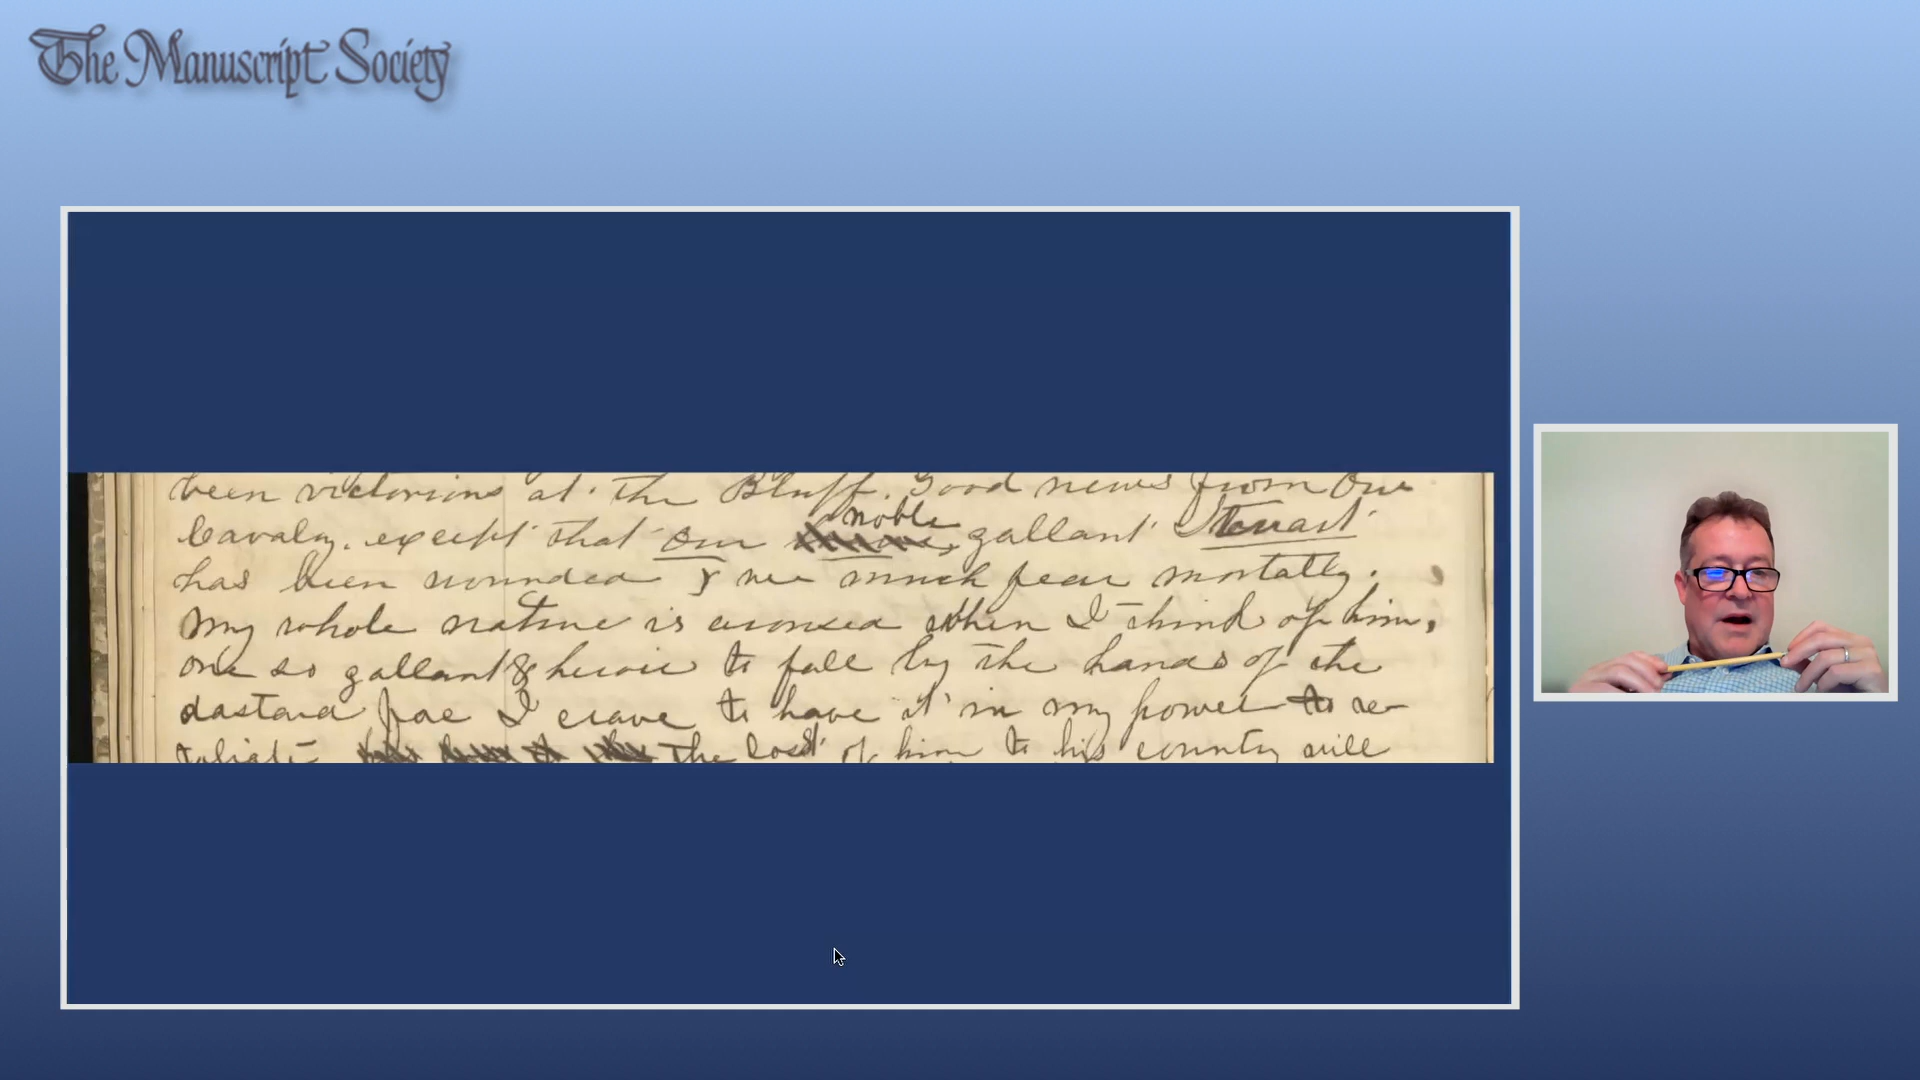 The Manuscript Society
been victorious at the Bluff. Good news from Our
Cavalry, except that Our noble, gallant Stuart
has been wounded & we much fear mortally.
My whole nature is aroused when I think of him,
one so gallant & heroic to fall by the hands of the
dastard foe I crave to have it in my power to re-
taliate the loss of him to his country will